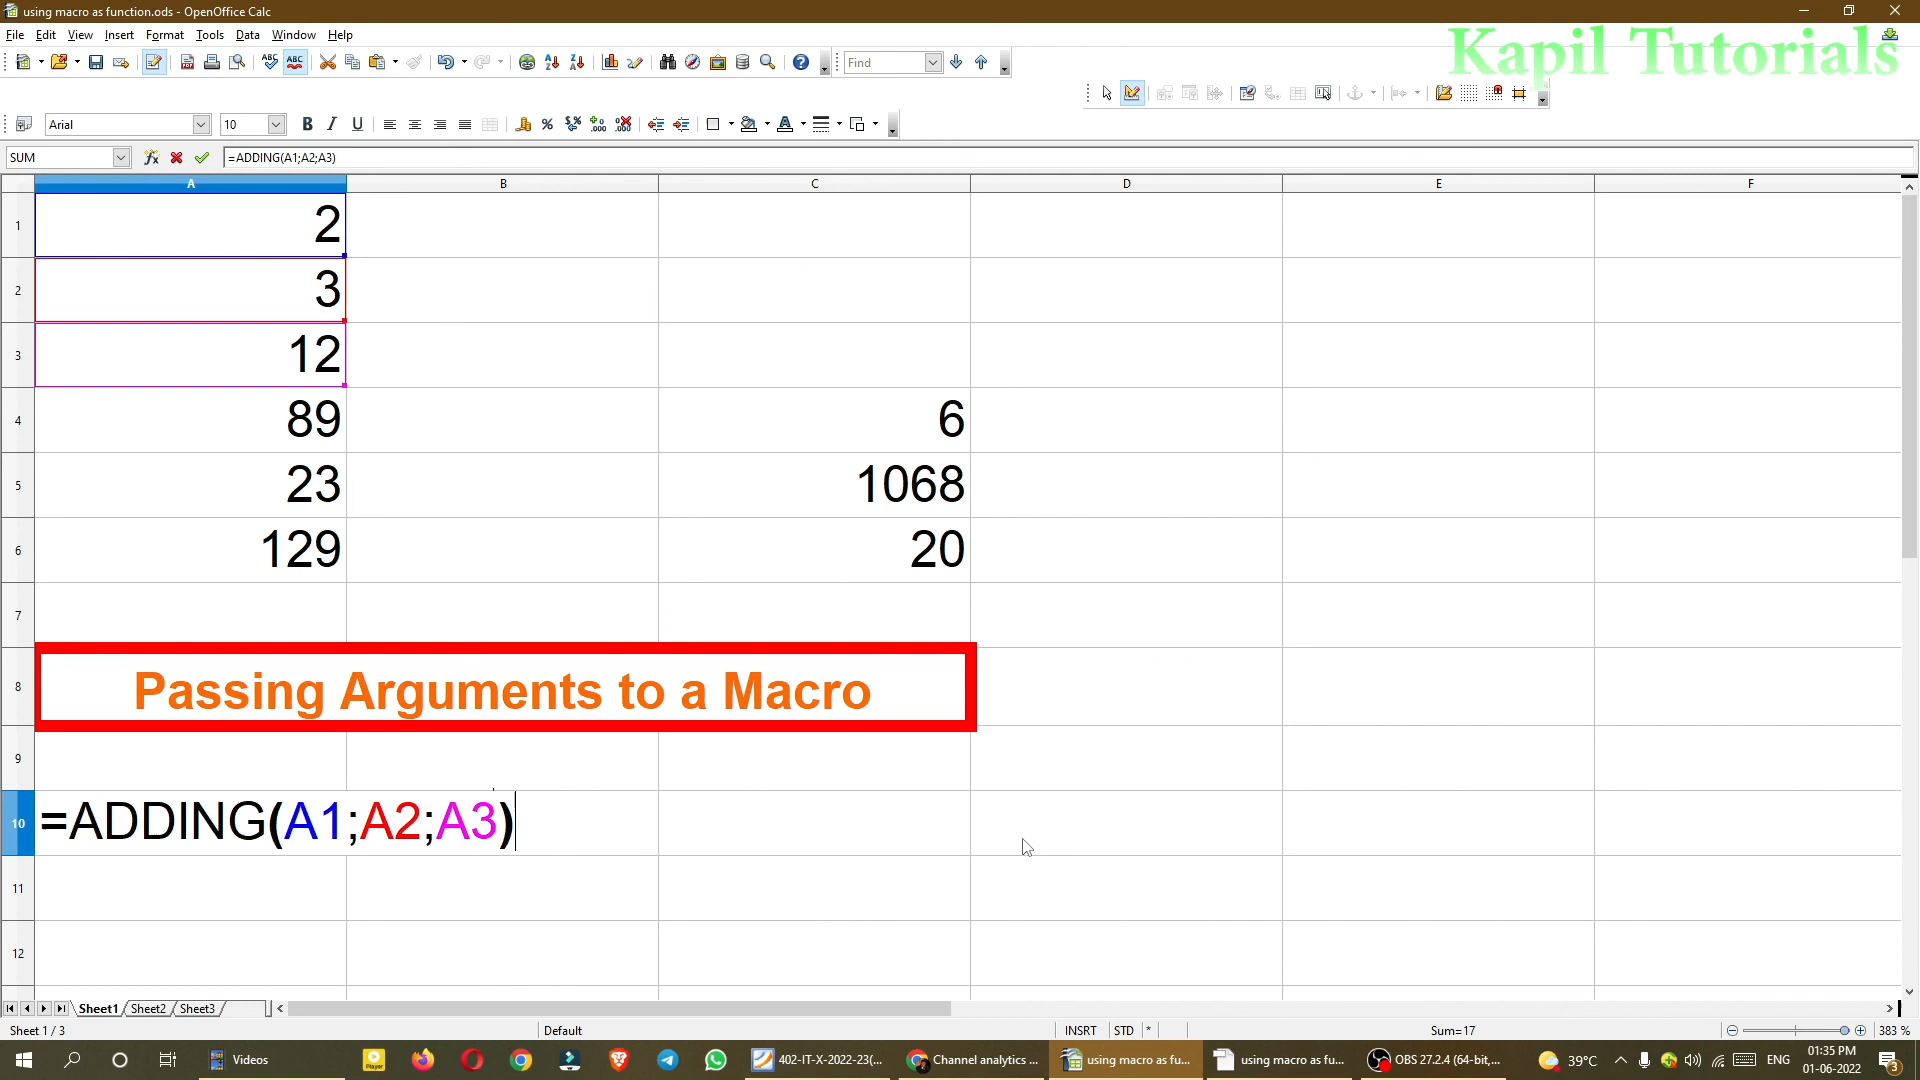 using macro as function.ods - OpenOffice Calc
File Edit View Insert Format Tools Data Window Help
Kapil Tutorials
Find
Arial 10
SUM =ADDING(A1;A2;A3)
A B C D E F
1 2
2 3
3 12
4 89 6
5 23 1068
6 129 20
7
8 Passing Arguments to a Macro
9
10 =ADDING(A1;A2;A3)
11
12
Sheet1 Sheet2 Sheet3
Sheet 1 / 3 Default INSRT STD * Sum=17 383 %
Videos 402-IT-X-2022-23(... Channel analytics ... using macro as fu... using macro as fu... OBS 27.2.4 (64-bit,... 39°C ENG 01:35 PM
01-06-2022 3